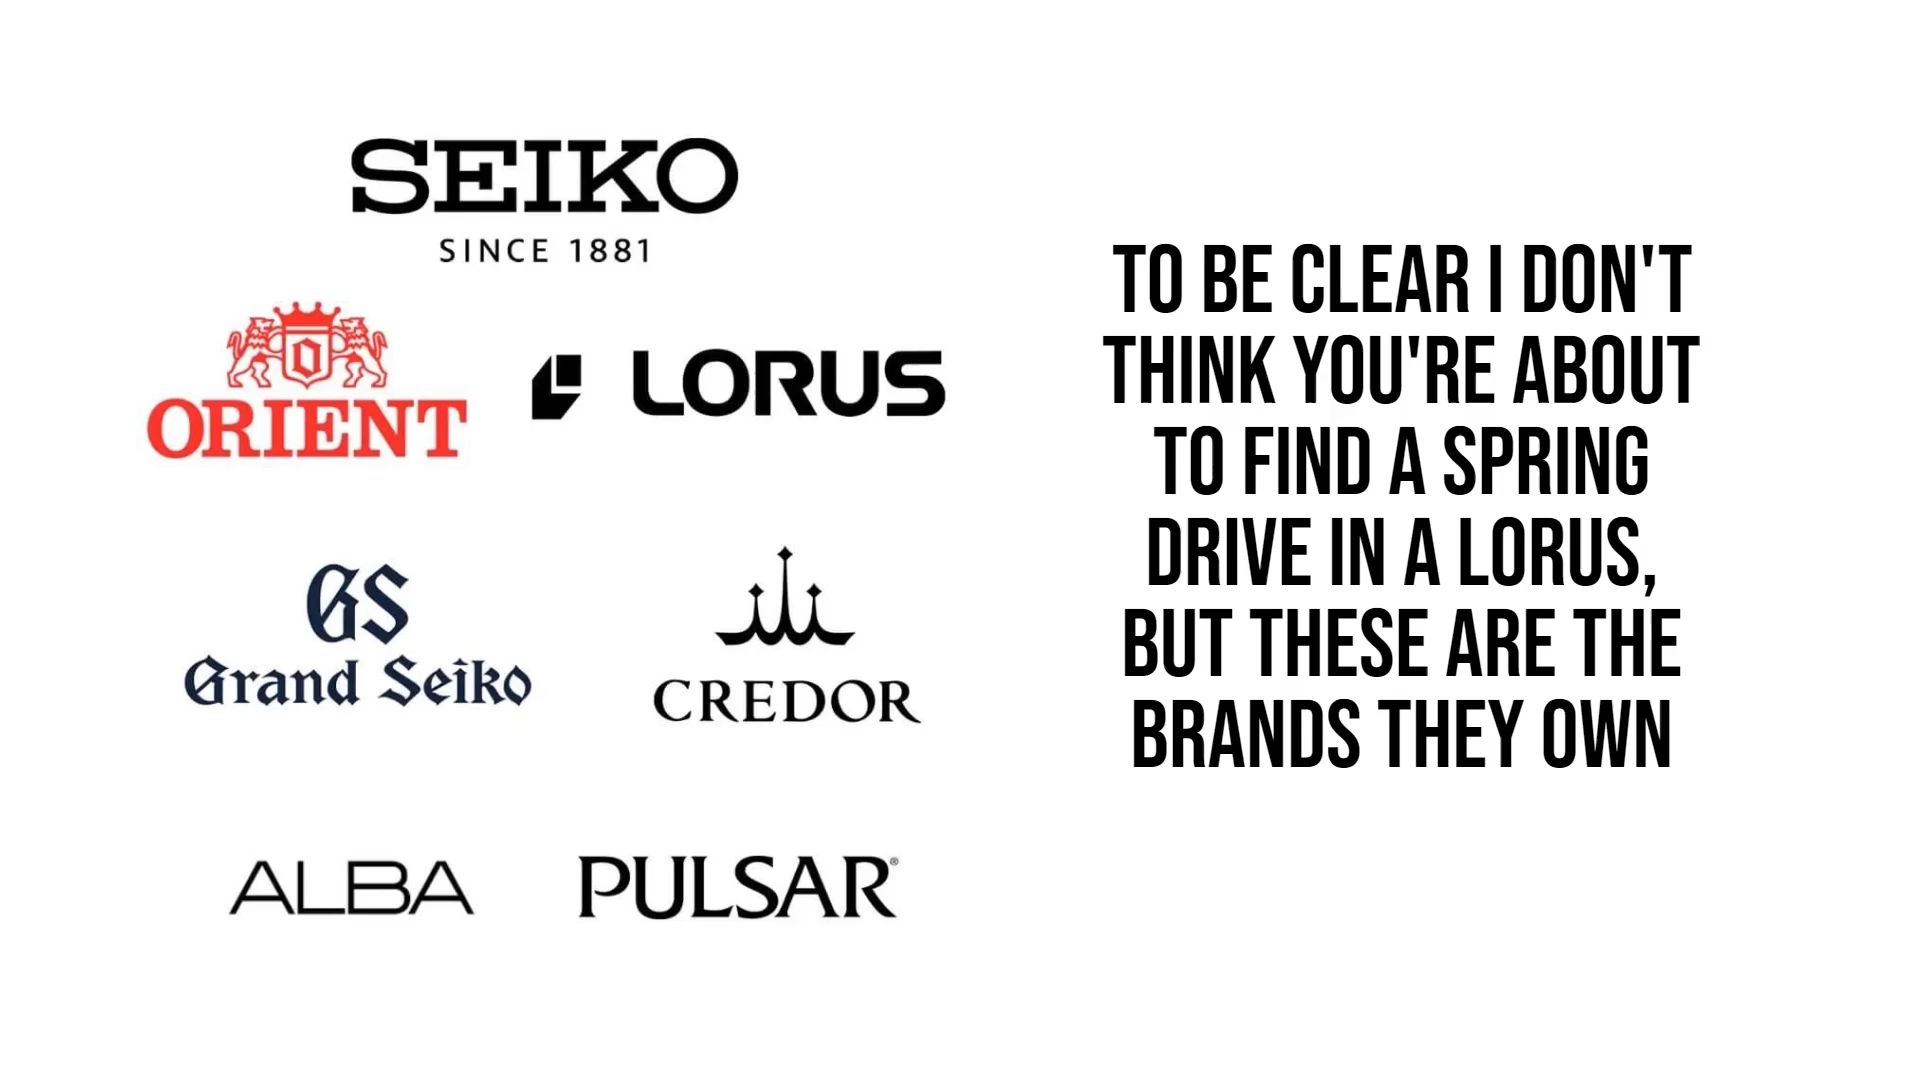 SEIKO
SINCE 1881
O
ORIENT
L LORUS
GS
Grand Seiko
CREDOR
ALBA
PULSAR®
TO BE CLEAR I DON'T
THINK YOU'RE ABOUT
TO FIND A SPRING
DRIVE IN A LORUS,
BUT THESE ARE THE
BRANDS THEY OWN